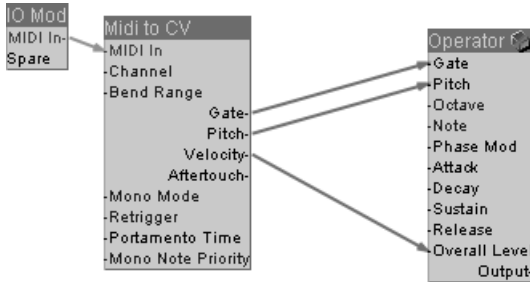 IO Mod
MIDI In
Spare
Midi to CV
MIDI In
Channel
Bend Range
Gate
Pitch
Velocity
Aftertouch
Mono Mode
Retrigger
Portamento Time
Mono Note Priority
Operator
Gate
Pitch
Octave
Note
Phase Mod
Attack
Decay
Sustain
Release
Overall Leve
Output